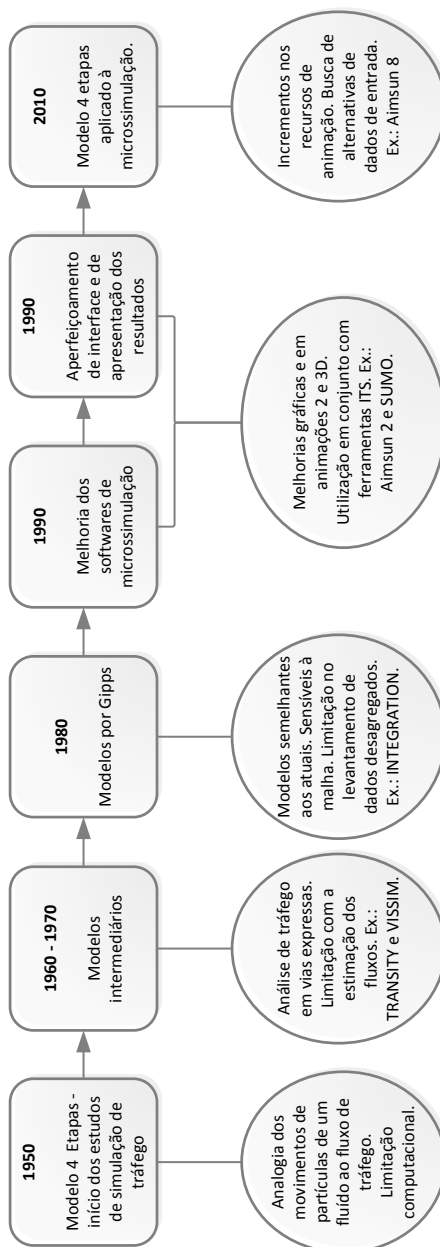 1950
Modelo 4 Etapas -
início dos estudos
de simulação de
tráfego
Analogia dos
movimentos de
partículas de um
fluído ao fluxo de
tráfego.
Limitação
computacional.
1960 - 1970
Modelos
intermediários
Análise de tráfego
em vias expressas.
Limitação com a
estimação dos
fluxos. Ex.:
TRANSITY e VISSIM.
1980
Modelos por Gipps
Modelos semelhantes
aos atuais. Sensíveis à
malha. Limitação no
levantamento de
dados desagregados.
Ex.: INTEGRATION.
1990
Melhoria dos
softwares de
microssimulação
1990
Aperfeiçoamento
de interface e de
apresentação dos
resultados
Melhorias gráficas e em
animações 2 e 3D.
Utilização em conjunto com
ferramentas ITS. Ex.:
Aimsun 2 e SUMO.
2010
Modelo 4 etapas
aplicado à
microssimulação.
Incrementos nos
recursos de
animação. Busca de
alternativas de
dados de entrada.
Ex.: Aimsun 8